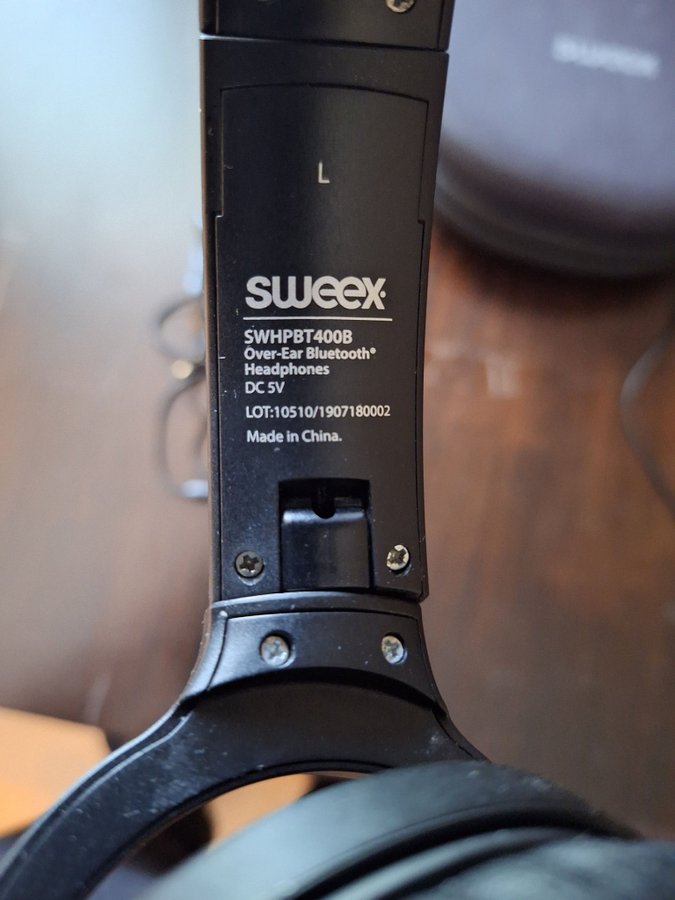 L
sweex
SWHPBT400B
Over-Ear Bluetooth®
Headphones
DC 5V
LOT:10510/1907180002
Made in China.